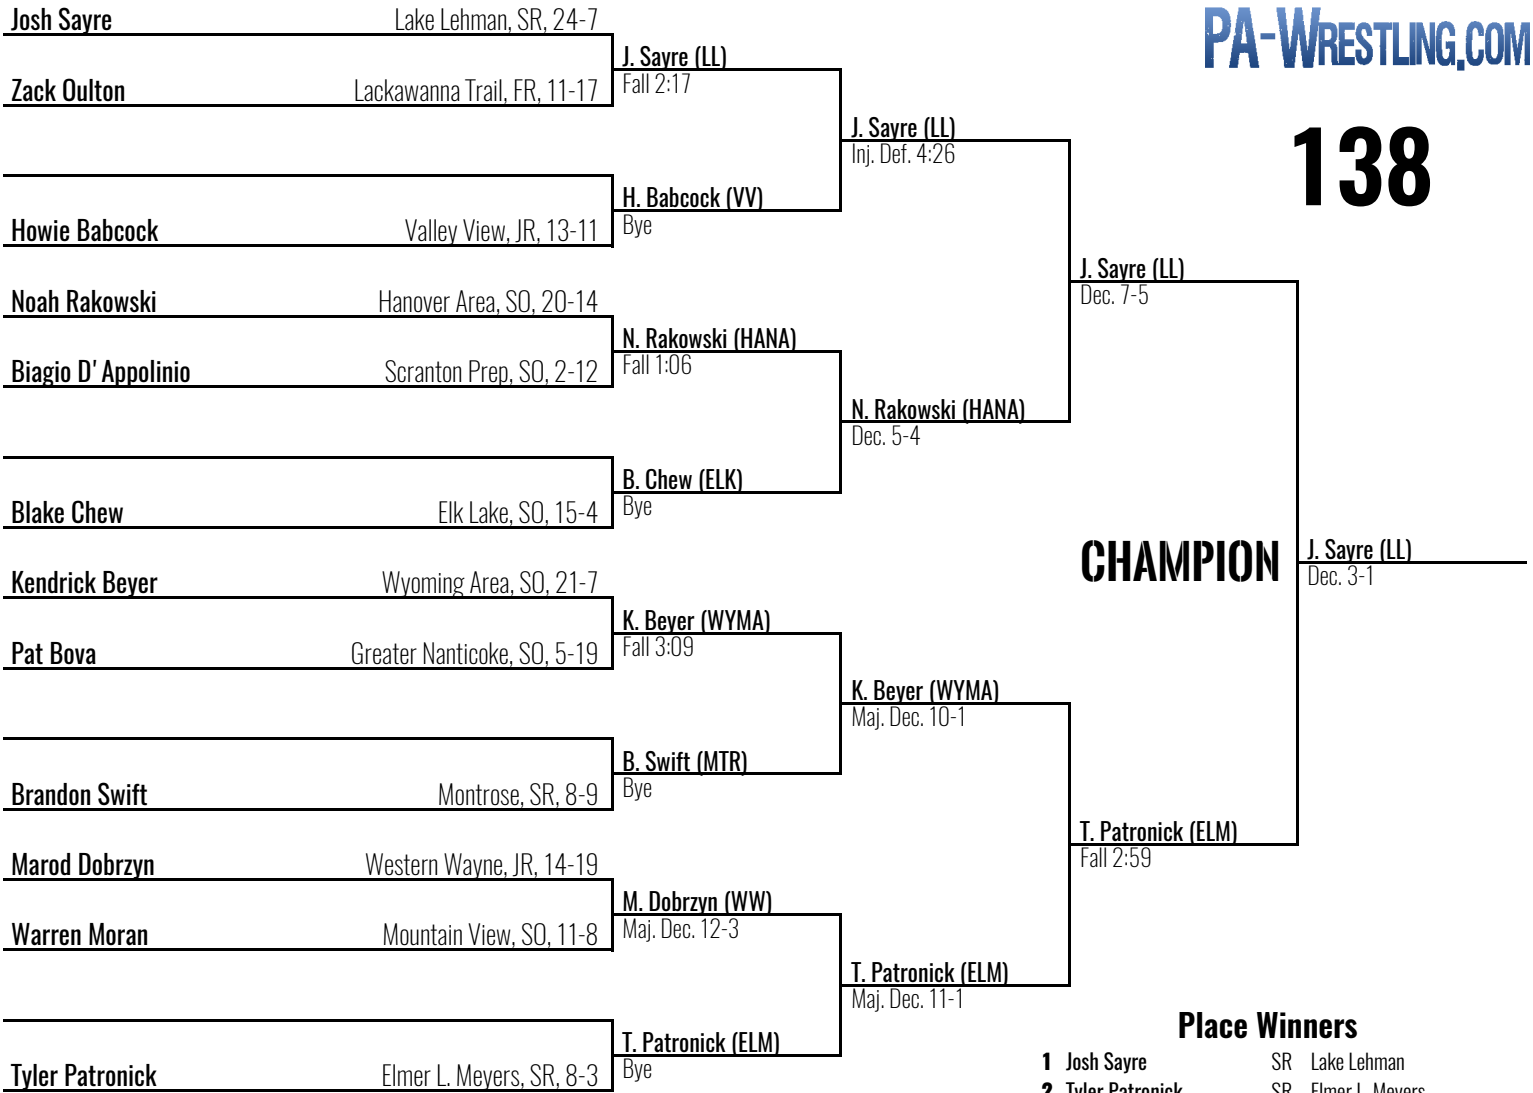 PA-WRESTLING.COM
138
Josh Sayre Lake Lehman, SR, 24-7
J. Sayre (LL)
Fall 2:17
Zack Oulton Lackawanna Trail, FR, 11-17
J. Sayre (LL)
Inj. Def. 4:26
H. Babcock (VV)
Bye
Howie Babcock Valley View, JR, 13-11
J. Sayre (LL)
Dec. 7-5
Noah Rakowski Hanover Area, SO, 20-14
N. Rakowski (HANA)
Fall 1:06
Biagio D'Appolinio Scranton Prep, SO, 2-12
N. Rakowski (HANA)
Dec. 5-4
B. Chew (ELK)
Bye
Blake Chew Elk Lake, SO, 15-4
CHAMPION
J. Sayre (LL)
Dec. 3-1
Kendrick Beyer Wyoming Area, SO, 21-7
K. Beyer (WYMA)
Fall 3:09
Pat Bova Greater Nanticoke, SO, 5-19
K. Beyer (WYMA)
Maj. Dec. 10-1
B. Swift (MTR)
Bye
Brandon Swift Montrose, SR, 8-9
T. Patronick (ELM)
Fall 2:59
Marod Dobrzyn Western Wayne, JR, 14-19
M. Dobrzyn (WW)
Maj. Dec. 12-3
Warren Moran Mountain View, SO, 11-8
T. Patronick (ELM)
Maj. Dec. 11-1
T. Patronick (ELM)
Bye
Tyler Patronick Elmer L. Meyers, SR, 8-3
Place Winners
1 Josh Sayre SR Lake Lehman
2 Tyler Patronick SR Elmer L. Meyers